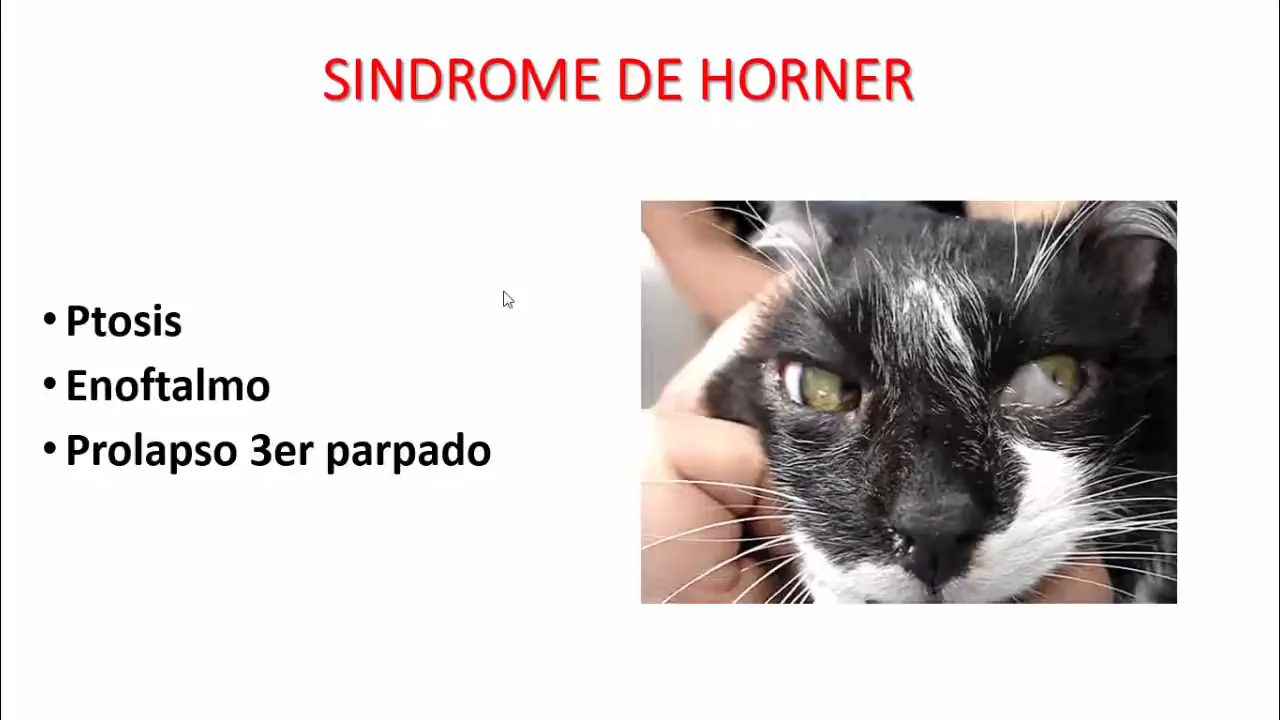 SINDROME DE HORNER
• Ptosis
• Enoftalmo
• Prolapso 3er parpado